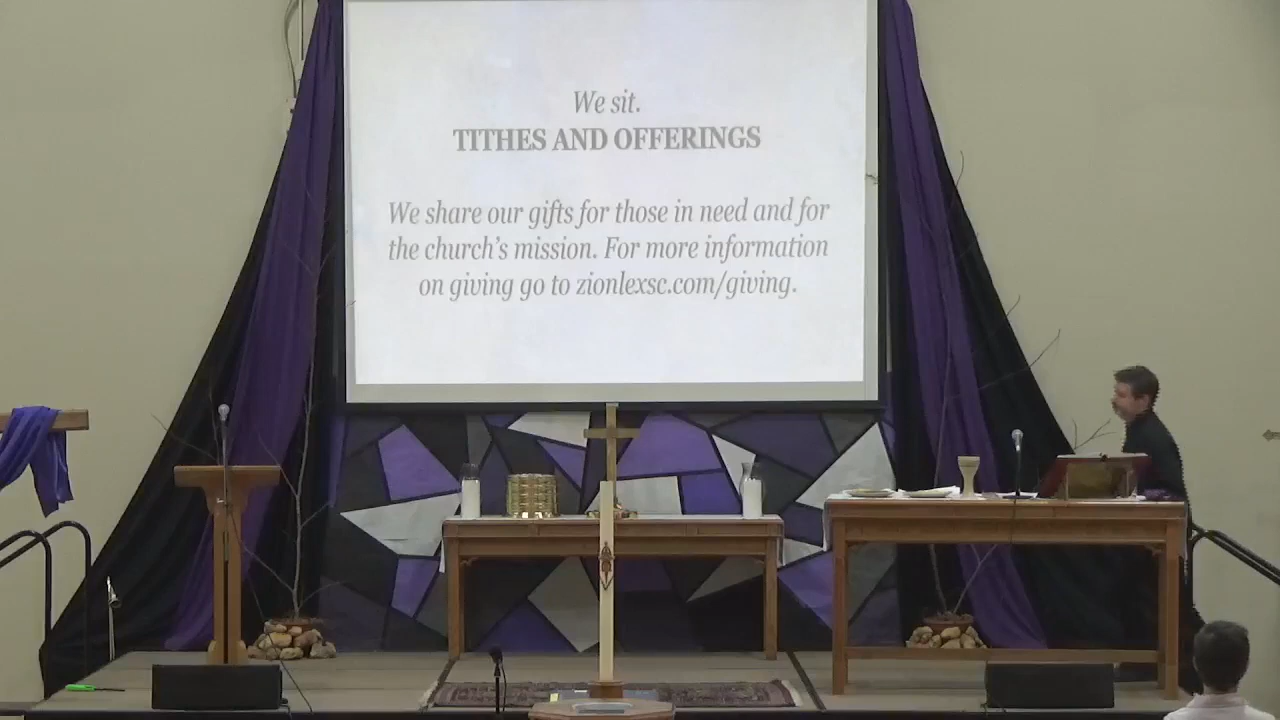 We sit.
TITHES AND OFFERINGS
We share our gifts for those in need and for
the church's mission. For more information
on giving go to zionlexsc.com/giving.